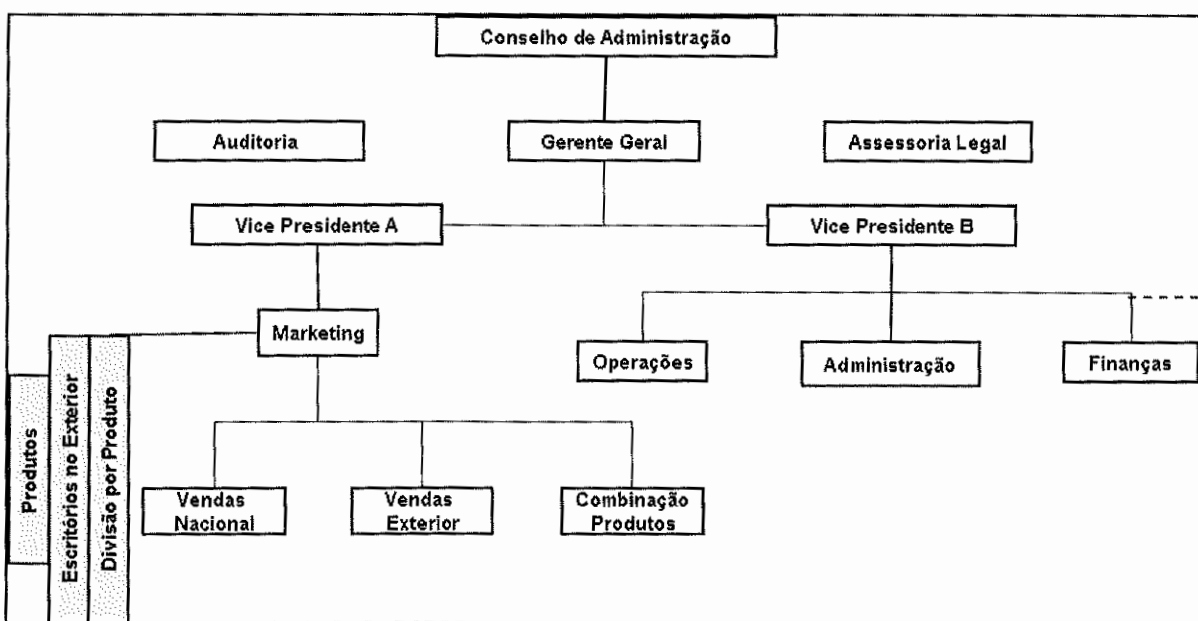 Conselho de Administração
Auditoria
Gerente Geral
Assessoria Legal
Vice Presidente A
Vice Presidente B
Marketing
Operações
Administração
Finanças
Produtos
Escritórios no Exterior
Divisão por Produto
Vendas
Nacional
Vendas
Exterior
Combinação
Produtos